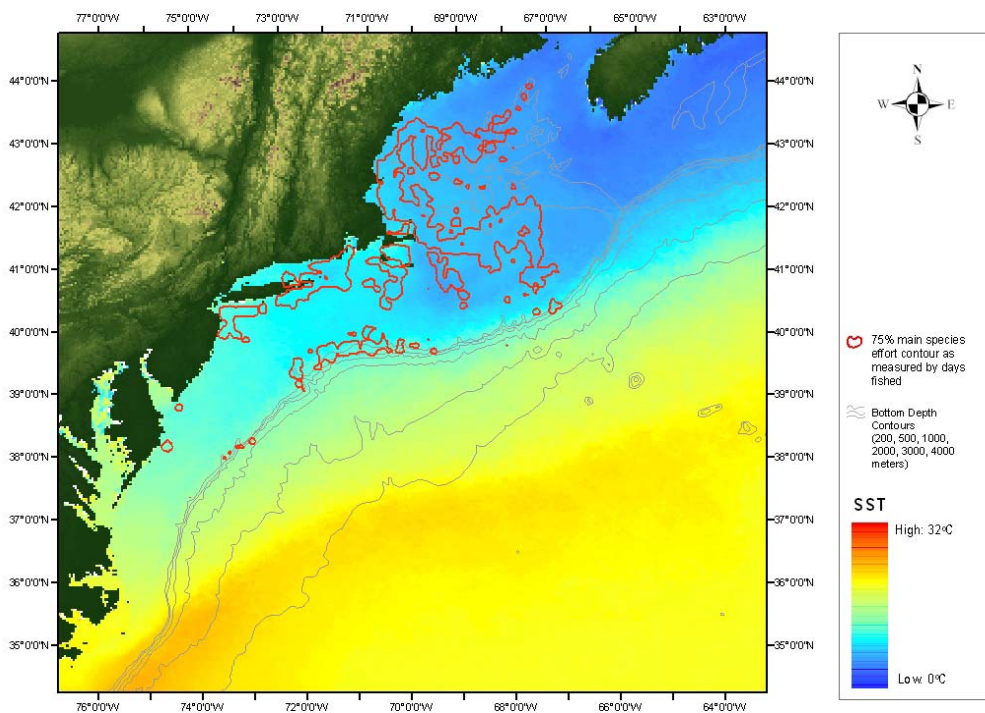 77°0'0"W 75°0'0"W 73°0'0"W 71°0'0"W 69°0'0"W 67°0'0"W 65°0'0"W 63°0'0"W
44°0'0"N 44°0'0"N
43°0'0"N 43°0'0"N
42°0'0"N 42°0'0"N
41°0'0"N 41°0'0"N
40°0'0"N 40°0'0"N
39°0'0"N 39°0'0"N
38°0'0"N 38°0'0"N
37°0'0"N 37°0'0"N
36°0'0"N 36°0'0"N
35°0'0"N 35°0'0"N
76°0'0"W 74°0'0"W 72°0'0"W 70°0'0"W 68°0'0"W 66°0'0"W 64°0'0"W
N
W E
S
75% main species
effort contour as
measured by days
fished
Bottom Depth
Contours
(200, 500, 1000,
2000, 3000, 4000
meters)
SST
High: 32ºC
Low: 0ºC